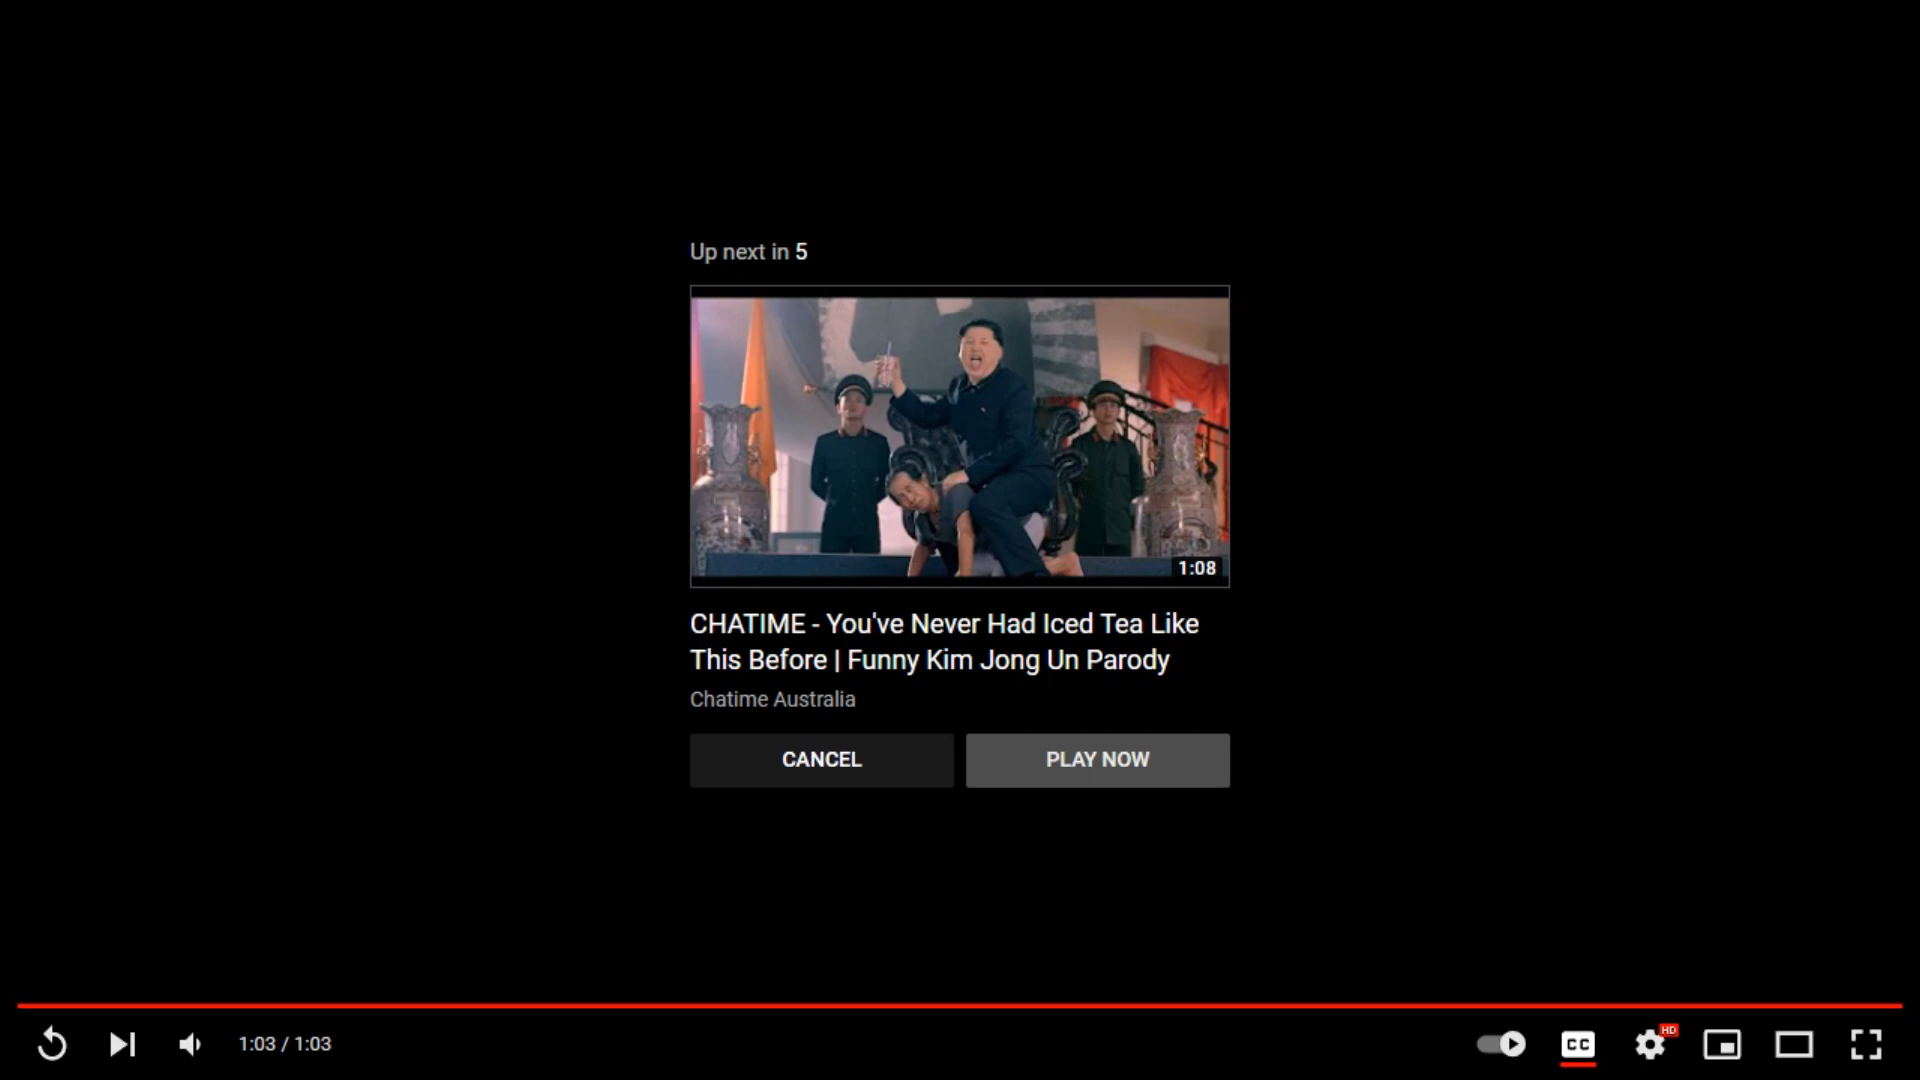 Up next in 5
1:08
CHATIME - You've Never Had Iced Tea Like
This Before | Funny Kim Jong Un Parody
Chatime Australia
CANCEL
PLAY NOW
1:03 / 1:03
CC
HD